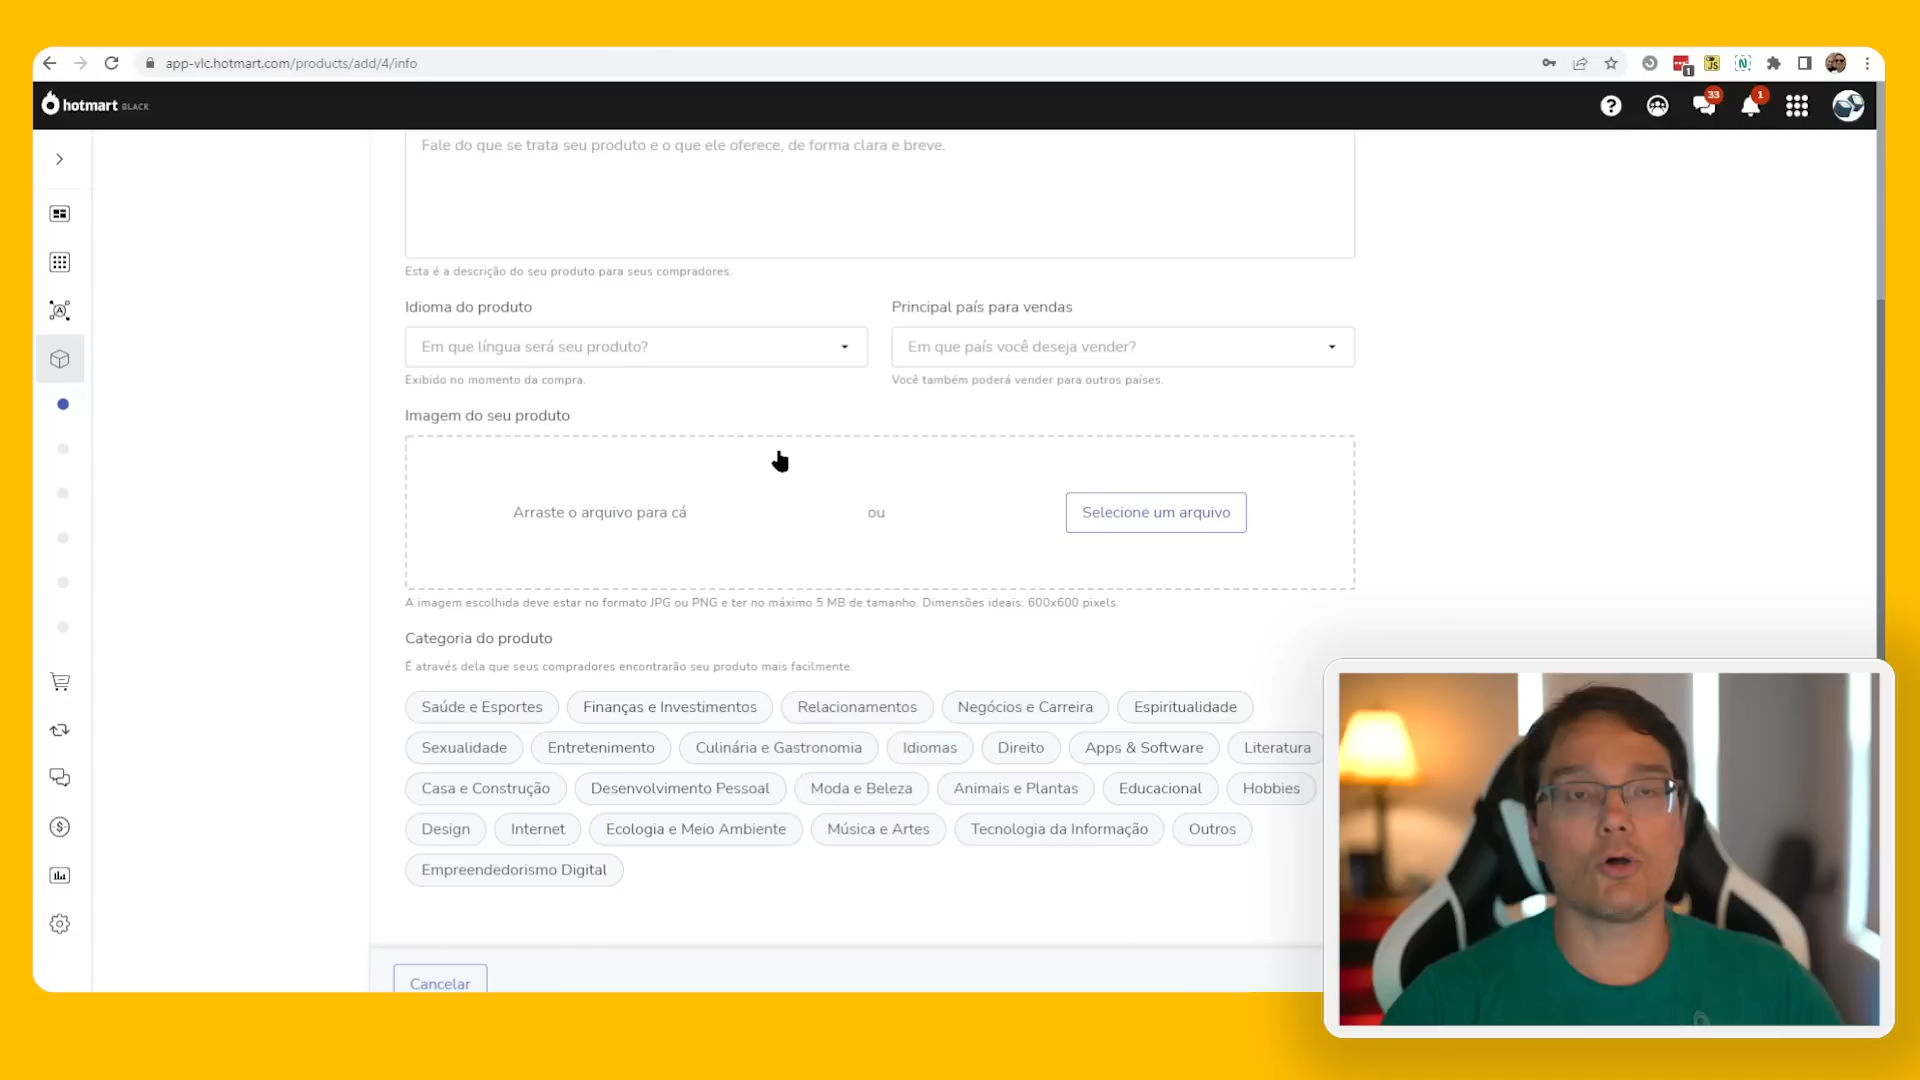 app-vlc.hotmart.com/products/add/4/info
1
JS
N
hotmart BLACK
33
1
Fale do que se trata seu produto e o que ele oferece, de forma clara e breve.
Esta é a descrição do seu produto para seus compradores.
Idioma do produto
Principal país para vendas
Em que língua será seu produto?
Em que país você deseja vender?
Exibido no momento da compra.
Você também poderá vender para outros países.
Imagem do seu produto
Arraste o arquivo para cá
ou
Selecione um arquivo
A imagem escolhida deve estar no formato JPG ou PNG e ter no máximo 5 MB de tamanho. Dimensões ideais: 600x600 pixels.
Categoria do produto
É através dela que seus compradores encontrarão seu produto mais facilmente.
Saúde e Esportes Finanças e Investimentos Relacionamentos Negócios e Carreira Espiritualidade
Sexualidade Entretenimento Culinária e Gastronomia Idiomas Direito Apps & Software Literatura
Casa e Construção Desenvolvimento Pessoal Moda e Beleza Animais e Plantas Educacional Hobbies
Design Internet Ecologia e Meio Ambiente Música e Artes Tecnologia da Informação Outros
Empreendedorismo Digital
Cancelar